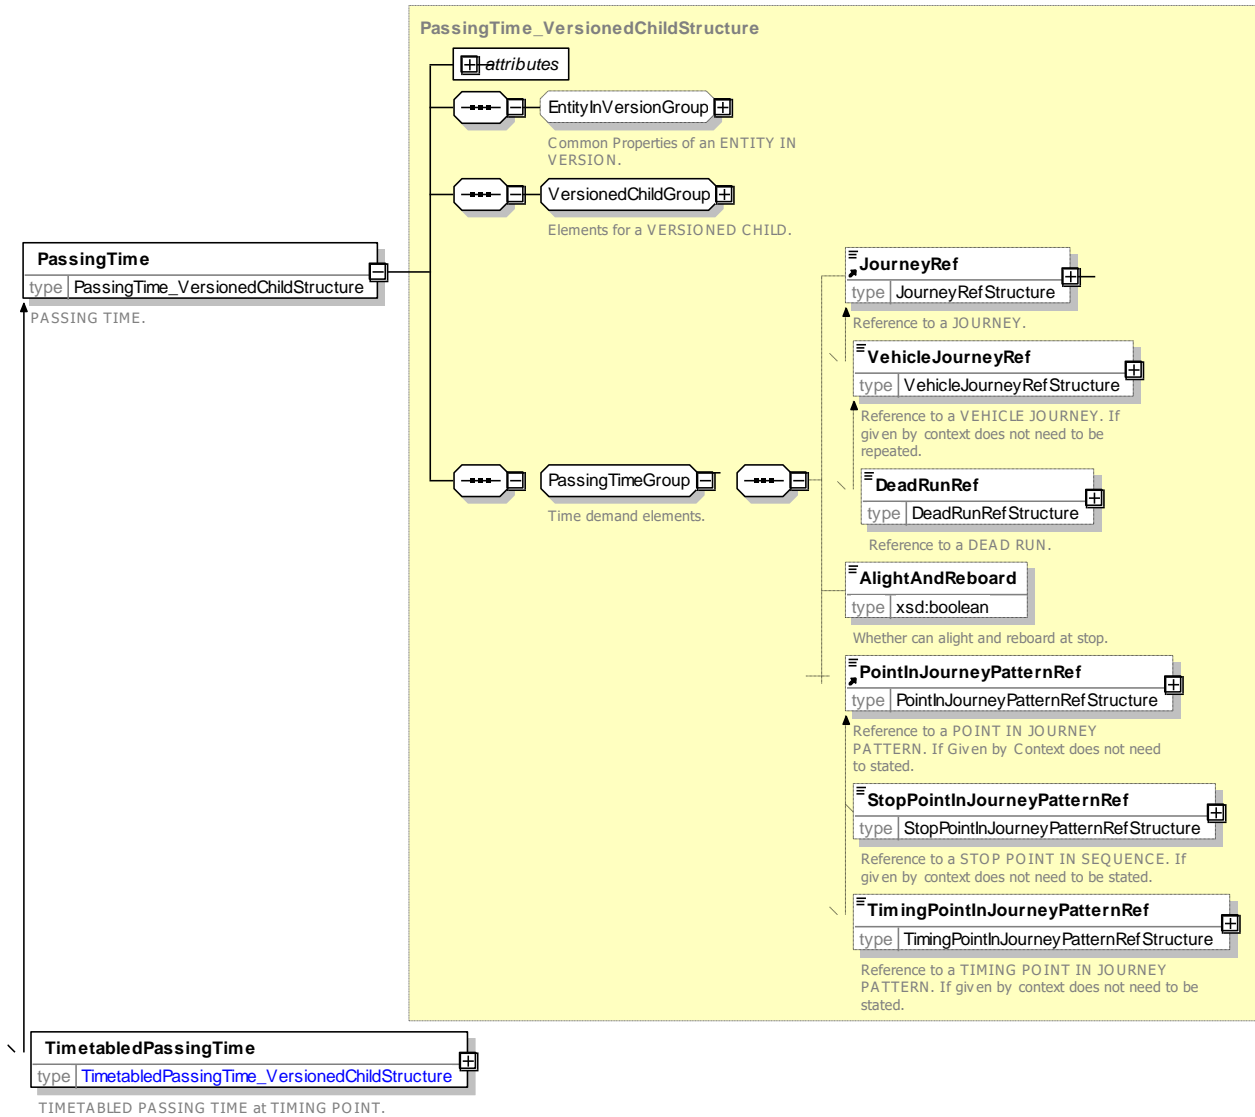 PassingTime_VersionedChildStructure
attributes
EntityInVersionGroup
Common Properties of an ENTITY IN
VERSION.
VersionedChildGroup
Elements for a VERSIONED CHILD.
PassingTime
type PassingTime_VersionedChildStructure
PASSING TIME.
JourneyRef
type JourneyRefStructure
Reference to a JOURNEY.
VehicleJourneyRef
type VehicleJourneyRefStructure
Reference to a VEHICLE JOURNEY. If
given by context does not need to be
repeated.
PassingTimeGroup
Time demand elements.
DeadRunRef
type DeadRunRefStructure
Reference to a DEAD RUN.
AlightAndReboard
type xsd:boolean
Whether can alight and reboard at stop.
PointInJourneyPatternRef
type PointInJourneyPatternRefStructure
Reference to a POINT IN JOURNEY
PATTERN. If Given by Context does not need
to stated.
StopPointInJourneyPatternRef
type StopPointInJourneyPatternRefStructure
Reference to a STOP POINT IN SEQUENCE. If
given by context does not need to be stated.
TimingPointInJourneyPatternRef
type TimingPointInJourneyPatternRefStructure
Reference to a TIMING POINT IN JOURNEY
PATTERN. If given by context does not need to be
stated.
TimetabledPassingTime
type TimetabledPassingTime_VersionedChildStructure
TIMETABLED PASSING TIME at TIMING POINT.